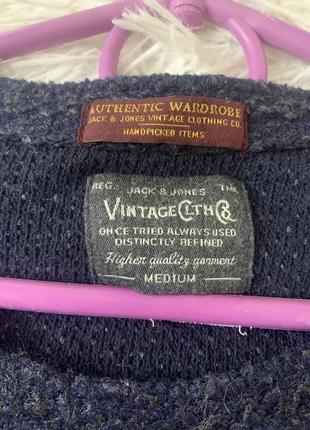 AUTHENTIC WARDROBE
JACK & JONES VINTAGE CLOTHING CO.
HANDPICKED ITEMS
REG. JACK & JONES TMK.
VINTAGE CLTH CO
ONCE TRIED ALWAYS USED
DISTINCTLY REFINED
Higher quality garment
MEDIUM